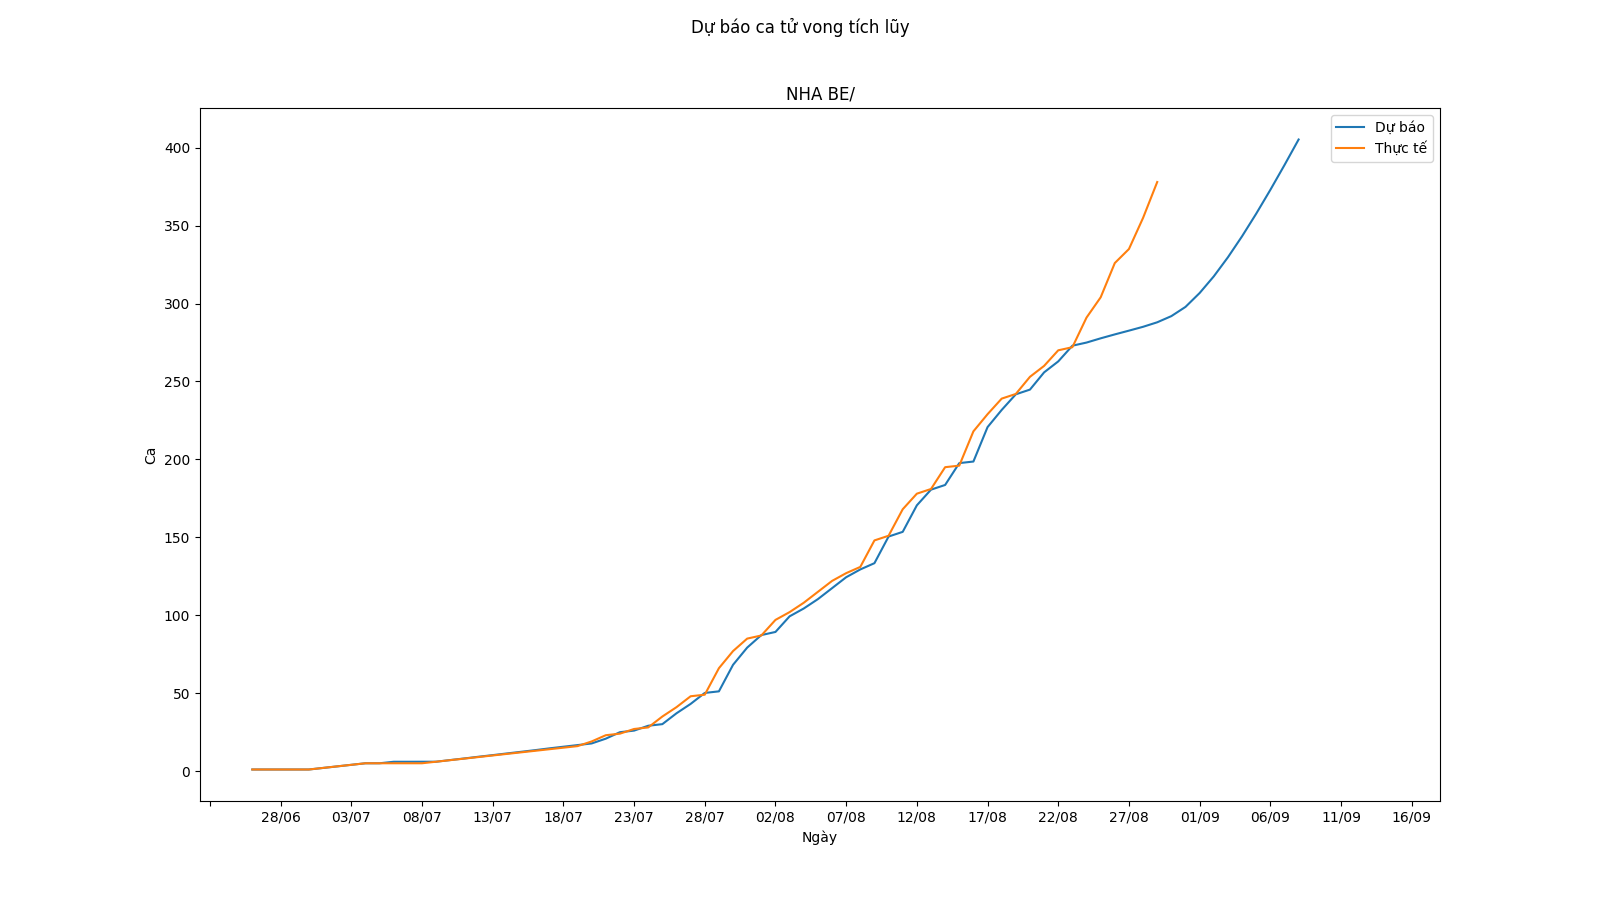 Dự báo ca tử vong tích lũy
NHA BE/
Dự báo
Thực tế
400
350
300
250
200
150
100
50
0
Ca
28/06 03/07 08/07 13/07 18/07 23/07 28/07 02/08 07/08 12/08 17/08 22/08 27/08 01/09 06/09 11/09 16/09
Ngày